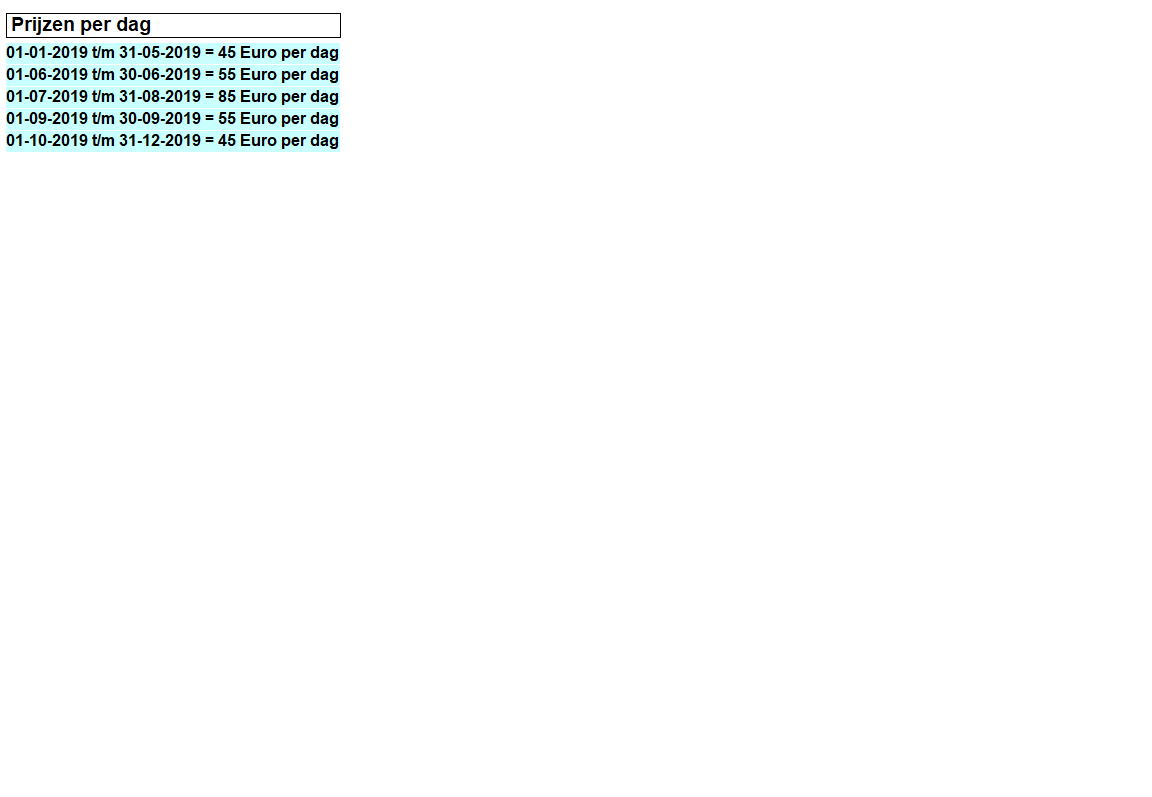 Prijzen per dag
01-01-2019 t/m 31-05-2019 = 45 Euro per dag
01-06-2019 t/m 30-06-2019 = 55 Euro per dag
01-07-2019 t/m 31-08-2019 = 85 Euro per dag
01-09-2019 t/m 30-09-2019 = 55 Euro per dag
01-10-2019 t/m 31-12-2019 = 45 Euro per dag